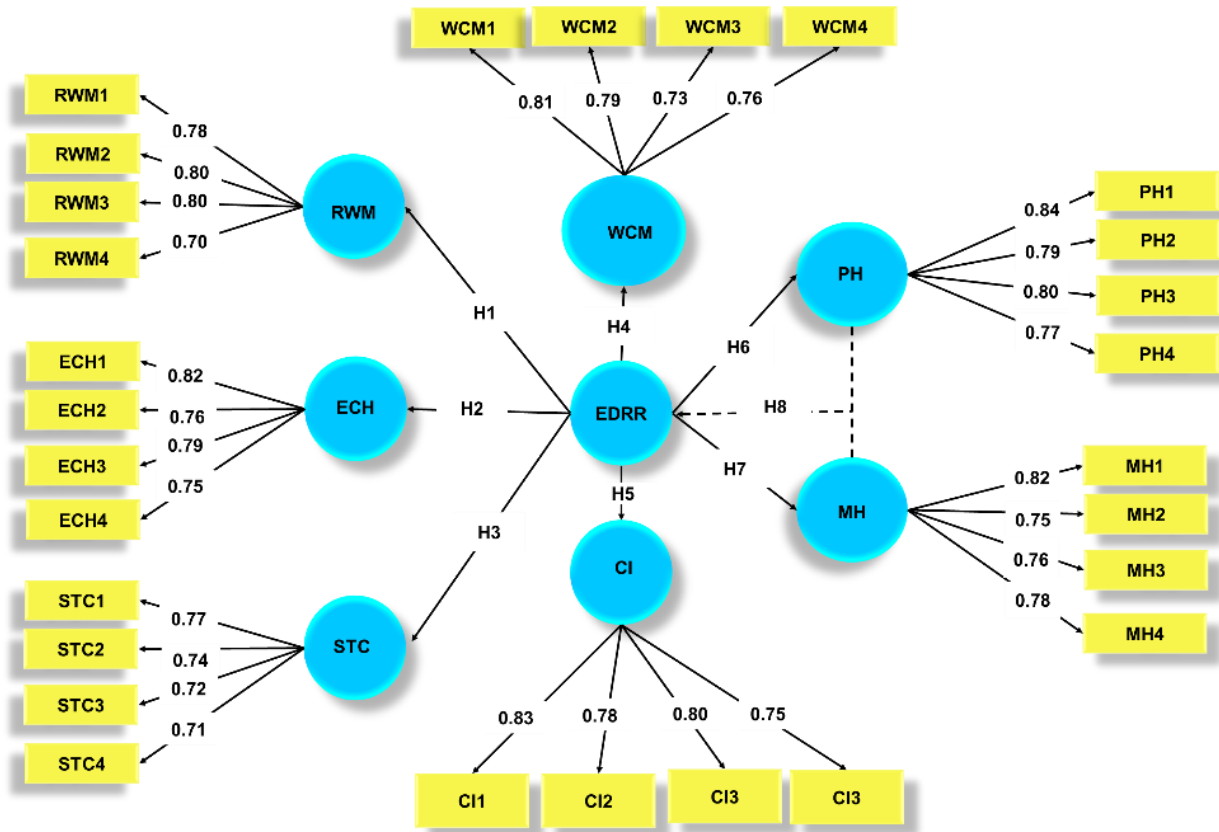 WCM1 WCM2 WCM3 WCM4
0.81 0.79 0.73 0.76
WCM
RWM1
RWM2
RWM3
RWM4
0.78
0.80
0.80
0.70
RWM
H1
ECH1
ECH2
ECH3
ECH4
0.82
0.76
0.79
0.75
ECH
H2
STC1
STC2
STC3
STC4
0.77
0.74
0.72
0.71
STC
H3
H4
EDRR
H5
CI
0.83 0.78 0.80 0.75
CI1 CI2 CI3 CI3
H6
H8
H7
PH
0.84
0.79
0.80
0.77
PH1
PH2
PH3
PH4
MH
0.82
0.75
0.76
0.78
MH1
MH2
MH3
MH4